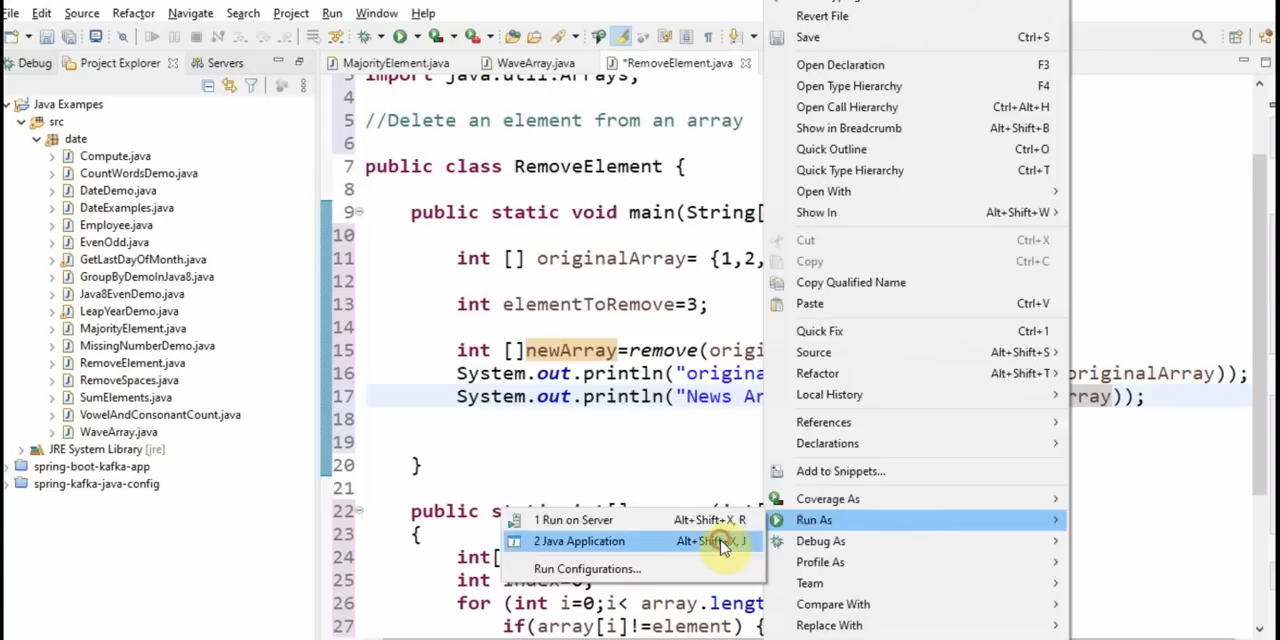 File Edit Source Refactor Navigate Search Project Run Window Help
Debug Project Explorer Servers
Java Exampes
src
date
Compute.java
CountWordsDemo.java
DateDemo.java
DateExamples.java
Employee.java
EvenOdd.java
GetLastDayOfMonth.java
GroupByDemoInJava8.java
Java8EvenDemo.java
LeapYearDemo.java
MajorityElement.java
MissingNumberDemo.java
RemoveElement.java
RemoveSpaces.java
SumElements.java
VowelAndConsonantCount.java
WaveArray.java
JRE System Library [jre]
spring-boot-kafka-app
spring-kafka-java-config
MajorityElement.java WaveArray.java *RemoveElement.java
3 import java.util.Arrays;
4
5 //Delete an element from an array
6
7 public class RemoveElement {
8
9 public static void main(String[
10
11 int [] originalArray= {1,2,
12
13 int elementToRemove=3;
14
15 int []newArray=remove(origi
16 System.out.println("origina originalArray));
17 System.out.println("News Ar rray));
18
19
20 }
21
22 public
23 {
24 int[
25 int index=0;
26 for (int i=0;i< array.length
27 if(array[i]!=element) {
Revert File
Save Ctrl+S
Open Declaration F3
Open Type Hierarchy F4
Open Call Hierarchy Ctrl+Alt+H
Show in Breadcrumb Alt+Shift+B
Quick Outline Ctrl+O
Quick Type Hierarchy Ctrl+T
Open With
Show In Alt+Shift+W
Cut Ctrl+X
Copy Ctrl+C
Copy Qualified Name
Paste Ctrl+V
Quick Fix Ctrl+1
Source Alt+Shift+S
Refactor Alt+Shift+T
Local History
References
Declarations
Add to Snippets...
Coverage As
Run As
Debug As
Profile As
Team
Compare With
Replace With
1 Run on Server Alt+Shift+X, R
2 Java Application Alt+Shift+X, J
Run Configurations...